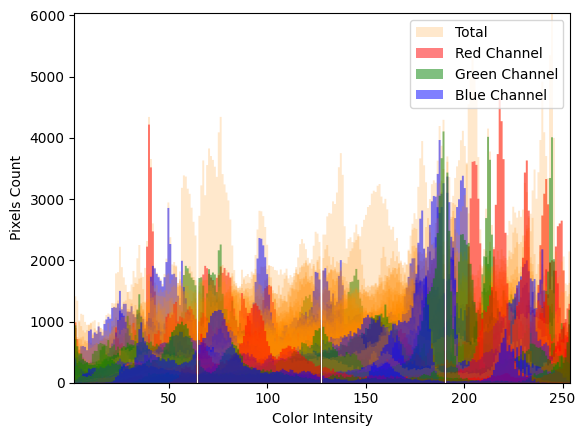 6000
5000
4000
3000
2000
1000
0
Pixels Count
Total
Red Channel
Green Channel
Blue Channel
50
100
150
200
250
Color Intensity